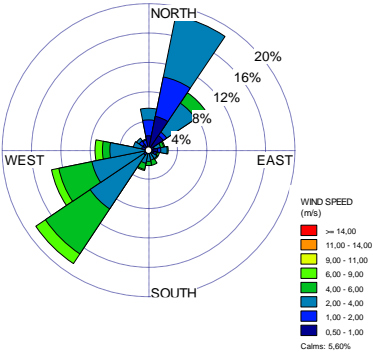 NORTH
20%
16%
12%
8%
4%
WEST
EAST
SOUTH
WIND SPEED
(m/s)
>= 14,00
11,00 - 14,00
9,00 - 11,00
6,00 - 9,00
4,00 - 6,00
2,00 - 4,00
1,00 - 2,00
0,50 - 1,00
Calms: 5,60%